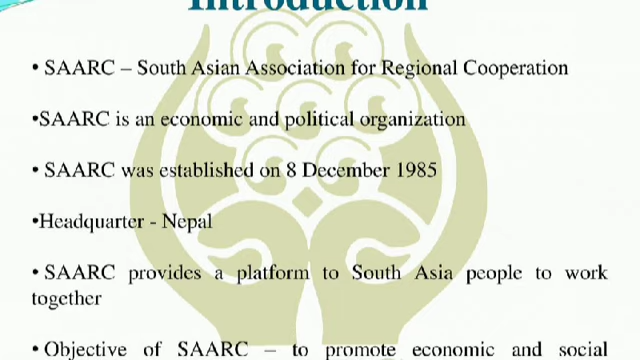 Introduction
• SAARC – South Asian Association for Regional Cooperation
•SAARC is an economic and political organization
• SAARC was established on 8 December 1985
•Headquarter - Nepal
• SAARC provides a platform to South Asia people to work
together
• Objective of SAARC – to promote economic and social